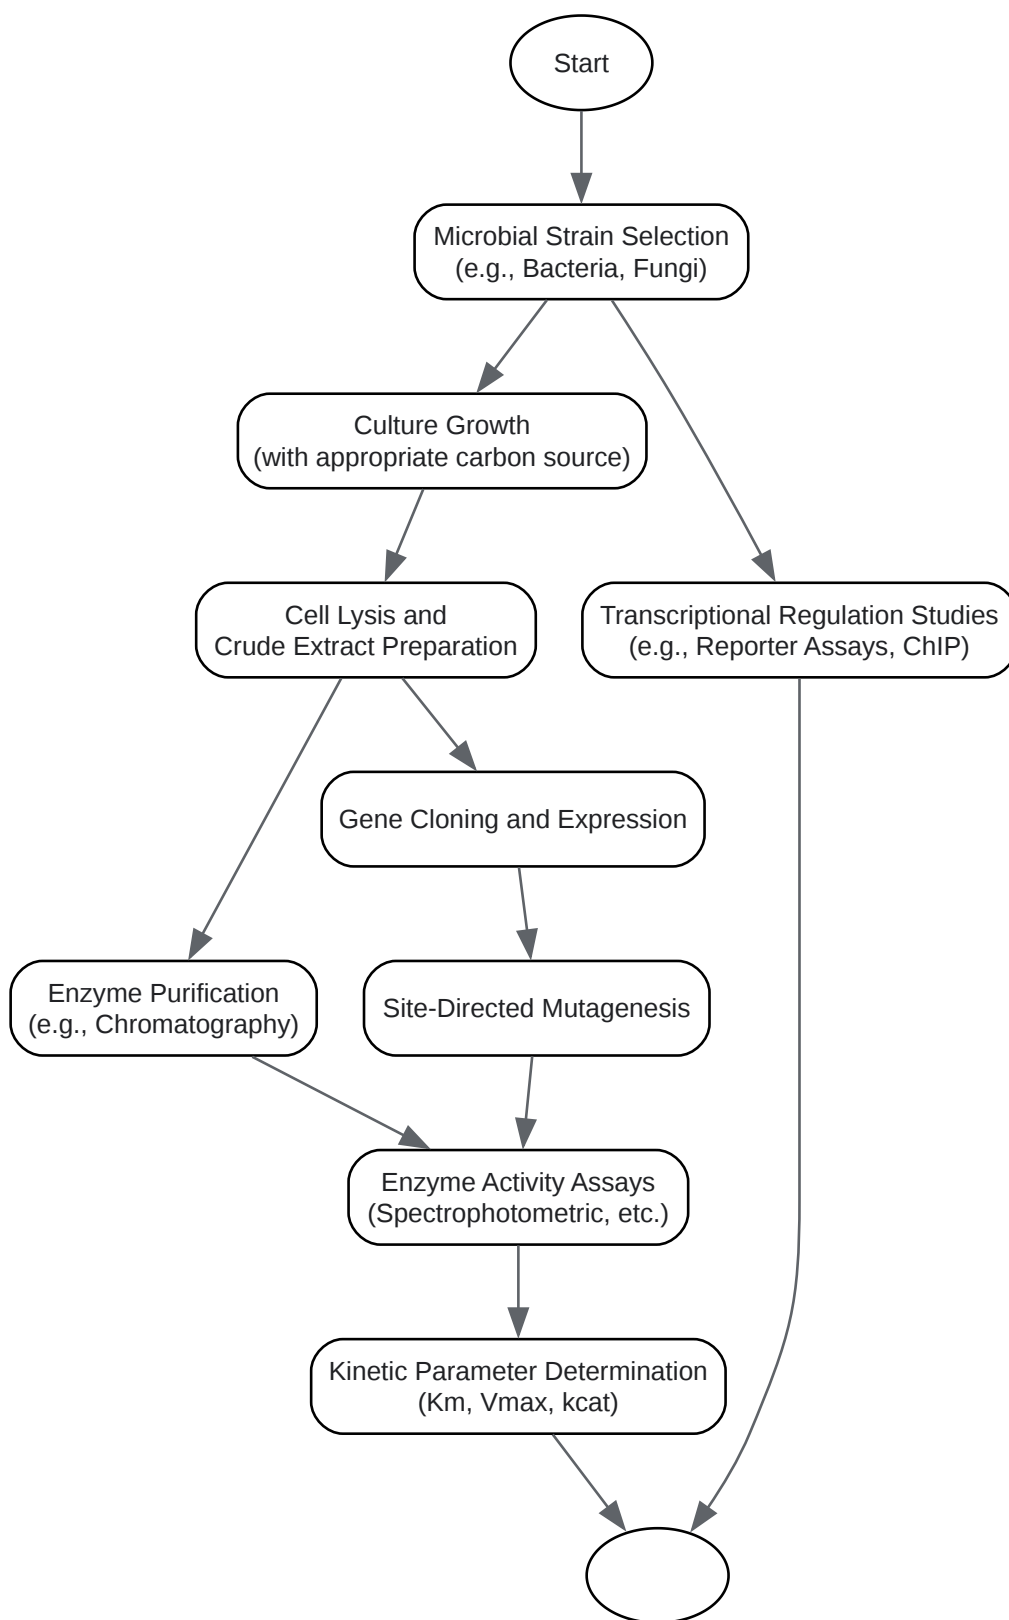 Start
Microbial Strain Selection
(e.g., Bacteria, Fungi)
Culture Growth
(with appropriate carbon source)
Cell Lysis and
Crude Extract Preparation
Transcriptional Regulation Studies
(e.g., Reporter Assays, ChIP)
Gene Cloning and Expression
Enzyme Purification
(e.g., Chromatography)
Site-Directed Mutagenesis
Enzyme Activity Assays
(Spectrophotometric, etc.)
Kinetic Parameter Determination
(Km, Vmax, kcat)